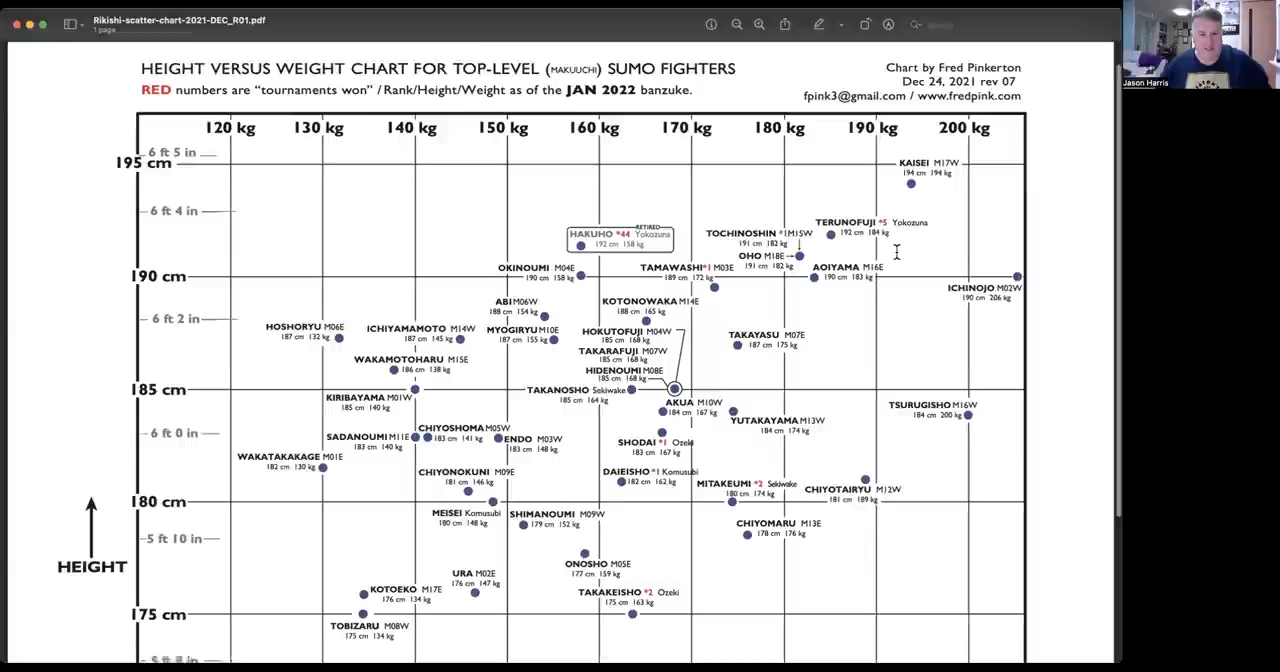 Rikishi-scatter-chart-2021-DEC_R01.pdf
1 page
Jason Harris
HEIGHT VERSUS WEIGHT CHART FOR TOP-LEVEL (MAKUUCHI) SUMO FIGHTERS
RED numbers are “tournaments won” / Rank/Height/Weight as of the JAN 2022 banzuke.
Chart by Fred Pinkerton
Dec 24, 2021 rev 07
fpink3@gmail.com / www.fredpink.com
120 kg 130 kg 140 kg 150 kg 160 kg 170 kg 180 kg 190 kg 200 kg
6 ft 5 in
195 cm
KAISEI M17W
194 cm 194 kg
6 ft 4 in
RETIRED
HAKUHO *44 Yokozuna
192 cm 158 kg
TERUNOFUJI *5 Yokozuna
192 cm 184 kg
TOCHINOSHIN *1M15W
191 cm 182 kg
OHO M18E
191 cm 182 kg
190 cm
OKINOUMI M04E
190 cm 158 kg
TAMAWASHI*1 M03E
189 cm 172 kg
AOIYAMA M16E
190 cm 183 kg
ICHINOJO M02W
190 cm 206 kg
6 ft 2 in
ABI M06W
188 cm 154 kg
KOTONOWAKA M14E
188 cm 165 kg
HOSHORYU M06E
187 cm 132 kg
ICHIYAMAMOTO M14W
187 cm 145 kg
MYOGIRYU M10E
187 cm 155 kg
HOKUTOFUJI M04W
185 cm 168 kg
TAKAYASU M07E
187 cm 175 kg
TAKARAFUJI M07W
185 cm 168 kg
WAKAMOTOHARU M15E
186 cm 138 kg
HIDENOUMI M08E
185 cm 168 kg
185 cm
KIRIBAYAMA M01W
185 cm 140 kg
TAKANOSHO Sekiwake
185 cm 164 kg
AKUA M10W
184 cm 167 kg
TSURUGISHO M16W
184 cm 200 kg
YUTAKAYAMA M13W
184 cm 174 kg
6 ft 0 in
SADANOUMI M11E
183 cm 140 kg
CHIYOSHOMA M05W
183 cm 141 kg
ENDO M03W
183 cm 148 kg
SHODAI *1 Ozeki
183 cm 167 kg
WAKATAKAKAGE M01E
182 cm 130 kg
CHIYONOKUNI M09E
181 cm 146 kg
DAIEISHO *1 Komusubi
182 cm 162 kg
MITAKEUMI *2 Sekiwake
180 cm 174 kg
CHIYOTAIRYU M12W
181 cm 189 kg
180 cm
MEISEI Komusubi
180 cm 148 kg
SHIMANOUMI M09W
179 cm 152 kg
CHIYOMARU M13E
178 cm 176 kg
5 ft 10 in
HEIGHT
ONOSHO M05E
177 cm 159 kg
URA M02E
176 cm 147 kg
KOTOEKO M17E
176 cm 134 kg
TAKAKEISHO *2 Ozeki
175 cm 163 kg
175 cm
TOBIZARU M08W
175 cm 134 kg